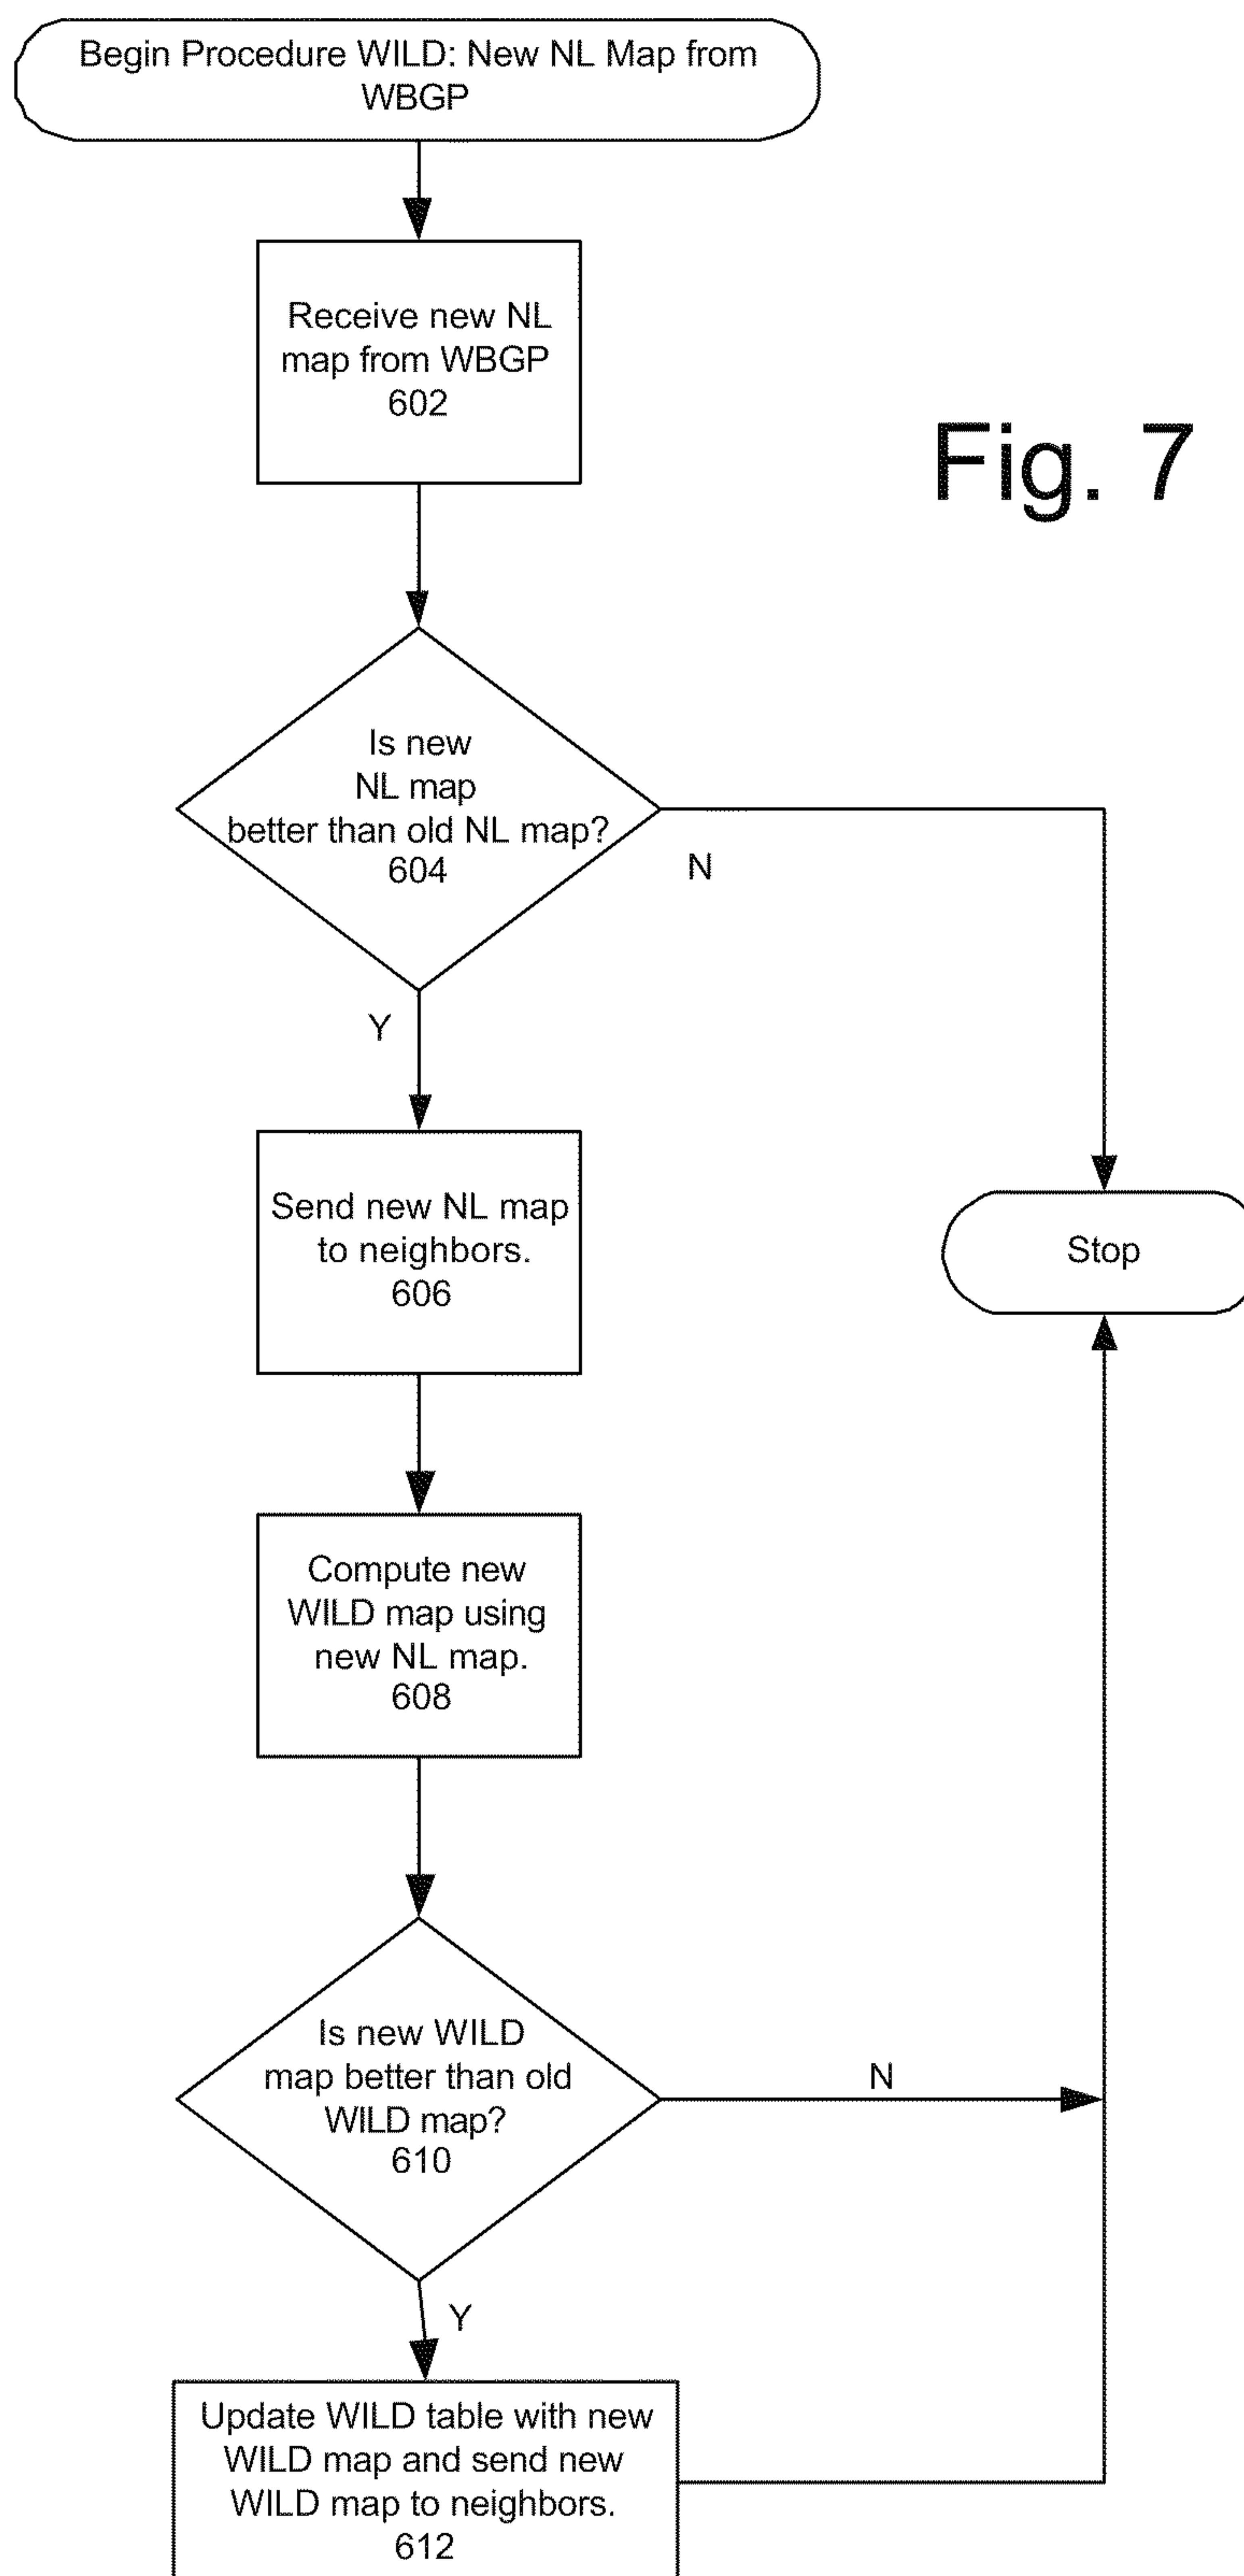 Begin Procedure WILD: New NL Map from
WBGP
Receive new NL
map from WBGP
602
Fig. 7
Is new
NL map
better than old NL map?
604
N
Y
Send new NL map
to neighbors.
606
Stop
Compute new
WILD map using
new NL map.
608
Is new WILD
map better than old
WILD map?
610
N
Y
Update WILD table with new
WILD map and send new
WILD map to neighbors.
612